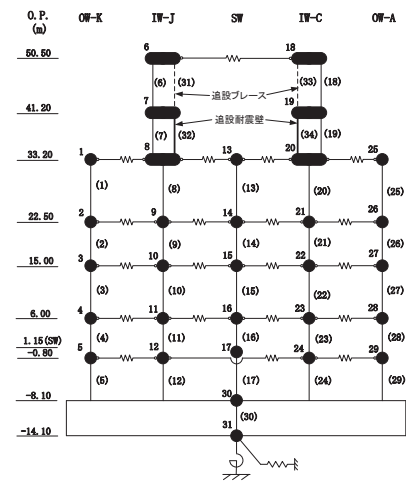 O.P. OW-K IW-J SW IW-C OW-A
(m)
6 18
50.50
(6) (31) (33) (18)
追設ブレース
7 19
41.20
追設耐震壁
(7) (32) (34) (19)
1 8 13 20 25
33.20
(1) (8) (13) (20) (25)
2 9 14 21 26
22.50
(2) (9) (14) (21) (26)
3 10 15 22 27
15.00
(3) (10) (15) (22) (27)
4 11 16 23 28
6.00
(4) (11) (16) (23) (28)
1.15(SW)
5 12 17 24 29
-0.80
(5) (12) (17) (24) (29)
30
-8.10
(30)
31
-14.10